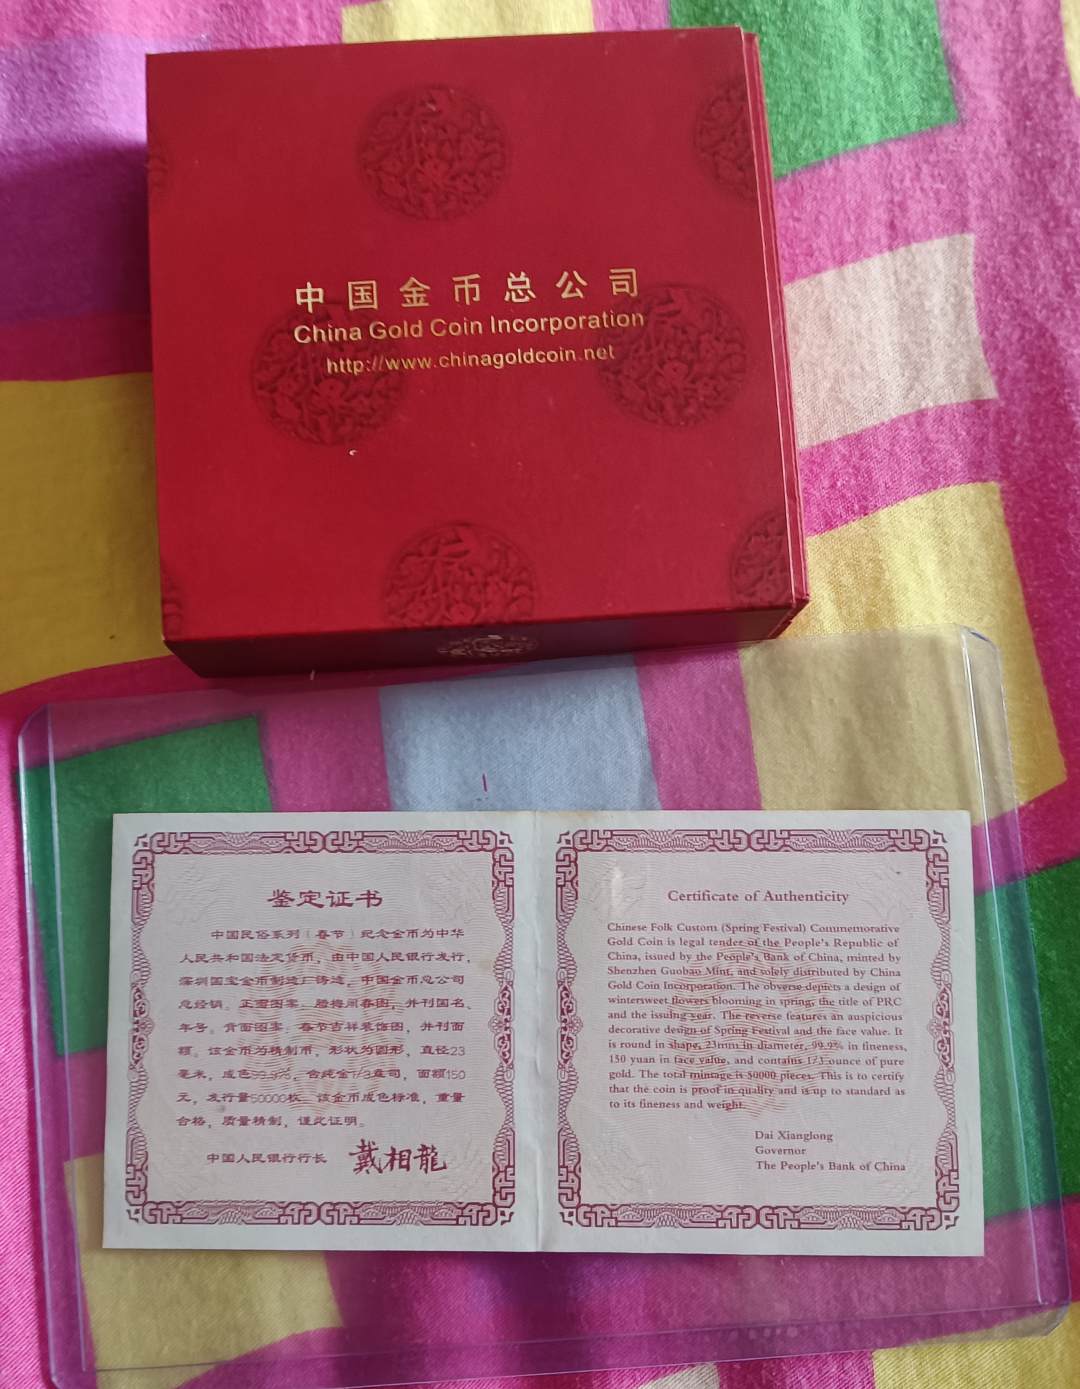 中国金币总公司
China Gold Coin Incorporation
http://www.chinagoldcoin.net
鉴定证书
中国民俗系列（春节）纪念金币为中华
人民共和国法定货币，由中国人民银行发行，
深圳国宝金币制造厂铸造，中国金币总公司
总经销。正面图案：腊梅闹春图，并刊国名、
年号。背面图案：春节吉祥装饰图，并刊面
额。该金币为精制币，形状为圆形，直径23
毫米，成色99.9%，含纯金1/3盎司，面额150
元，发行量50000枚。该金币成色标准，重量
合格，质量精制，谨此证明。
中国人民银行行长 戴相龍
Certificate of Authenticity
Chinese Folk Custom (Spring Festival) Commemorative
Gold Coin is legal tender of the People's Republic of
China, issued by the People's Bank of China, minted by
Shenzhen Guobao Mint, and solely distributed by China
Gold Coin Incorporation. The obverse depicts a design of
wintersweet flowers blooming in spring, the title of PRC
and the issuing year. The reverse features an auspicious
decorative design of Spring Festival and the face value. It
is round in shape, 23mm in diameter, 99.9% in fineness,
150 yuan in face value, and contains 1/3 ounce of pure
gold. The total mintage is 50000 pieces. This is to certify
that the coin is proof in quality and is up to standard as
to its fineness and weight.
Dai Xianglong
Governor
The People's Bank of China